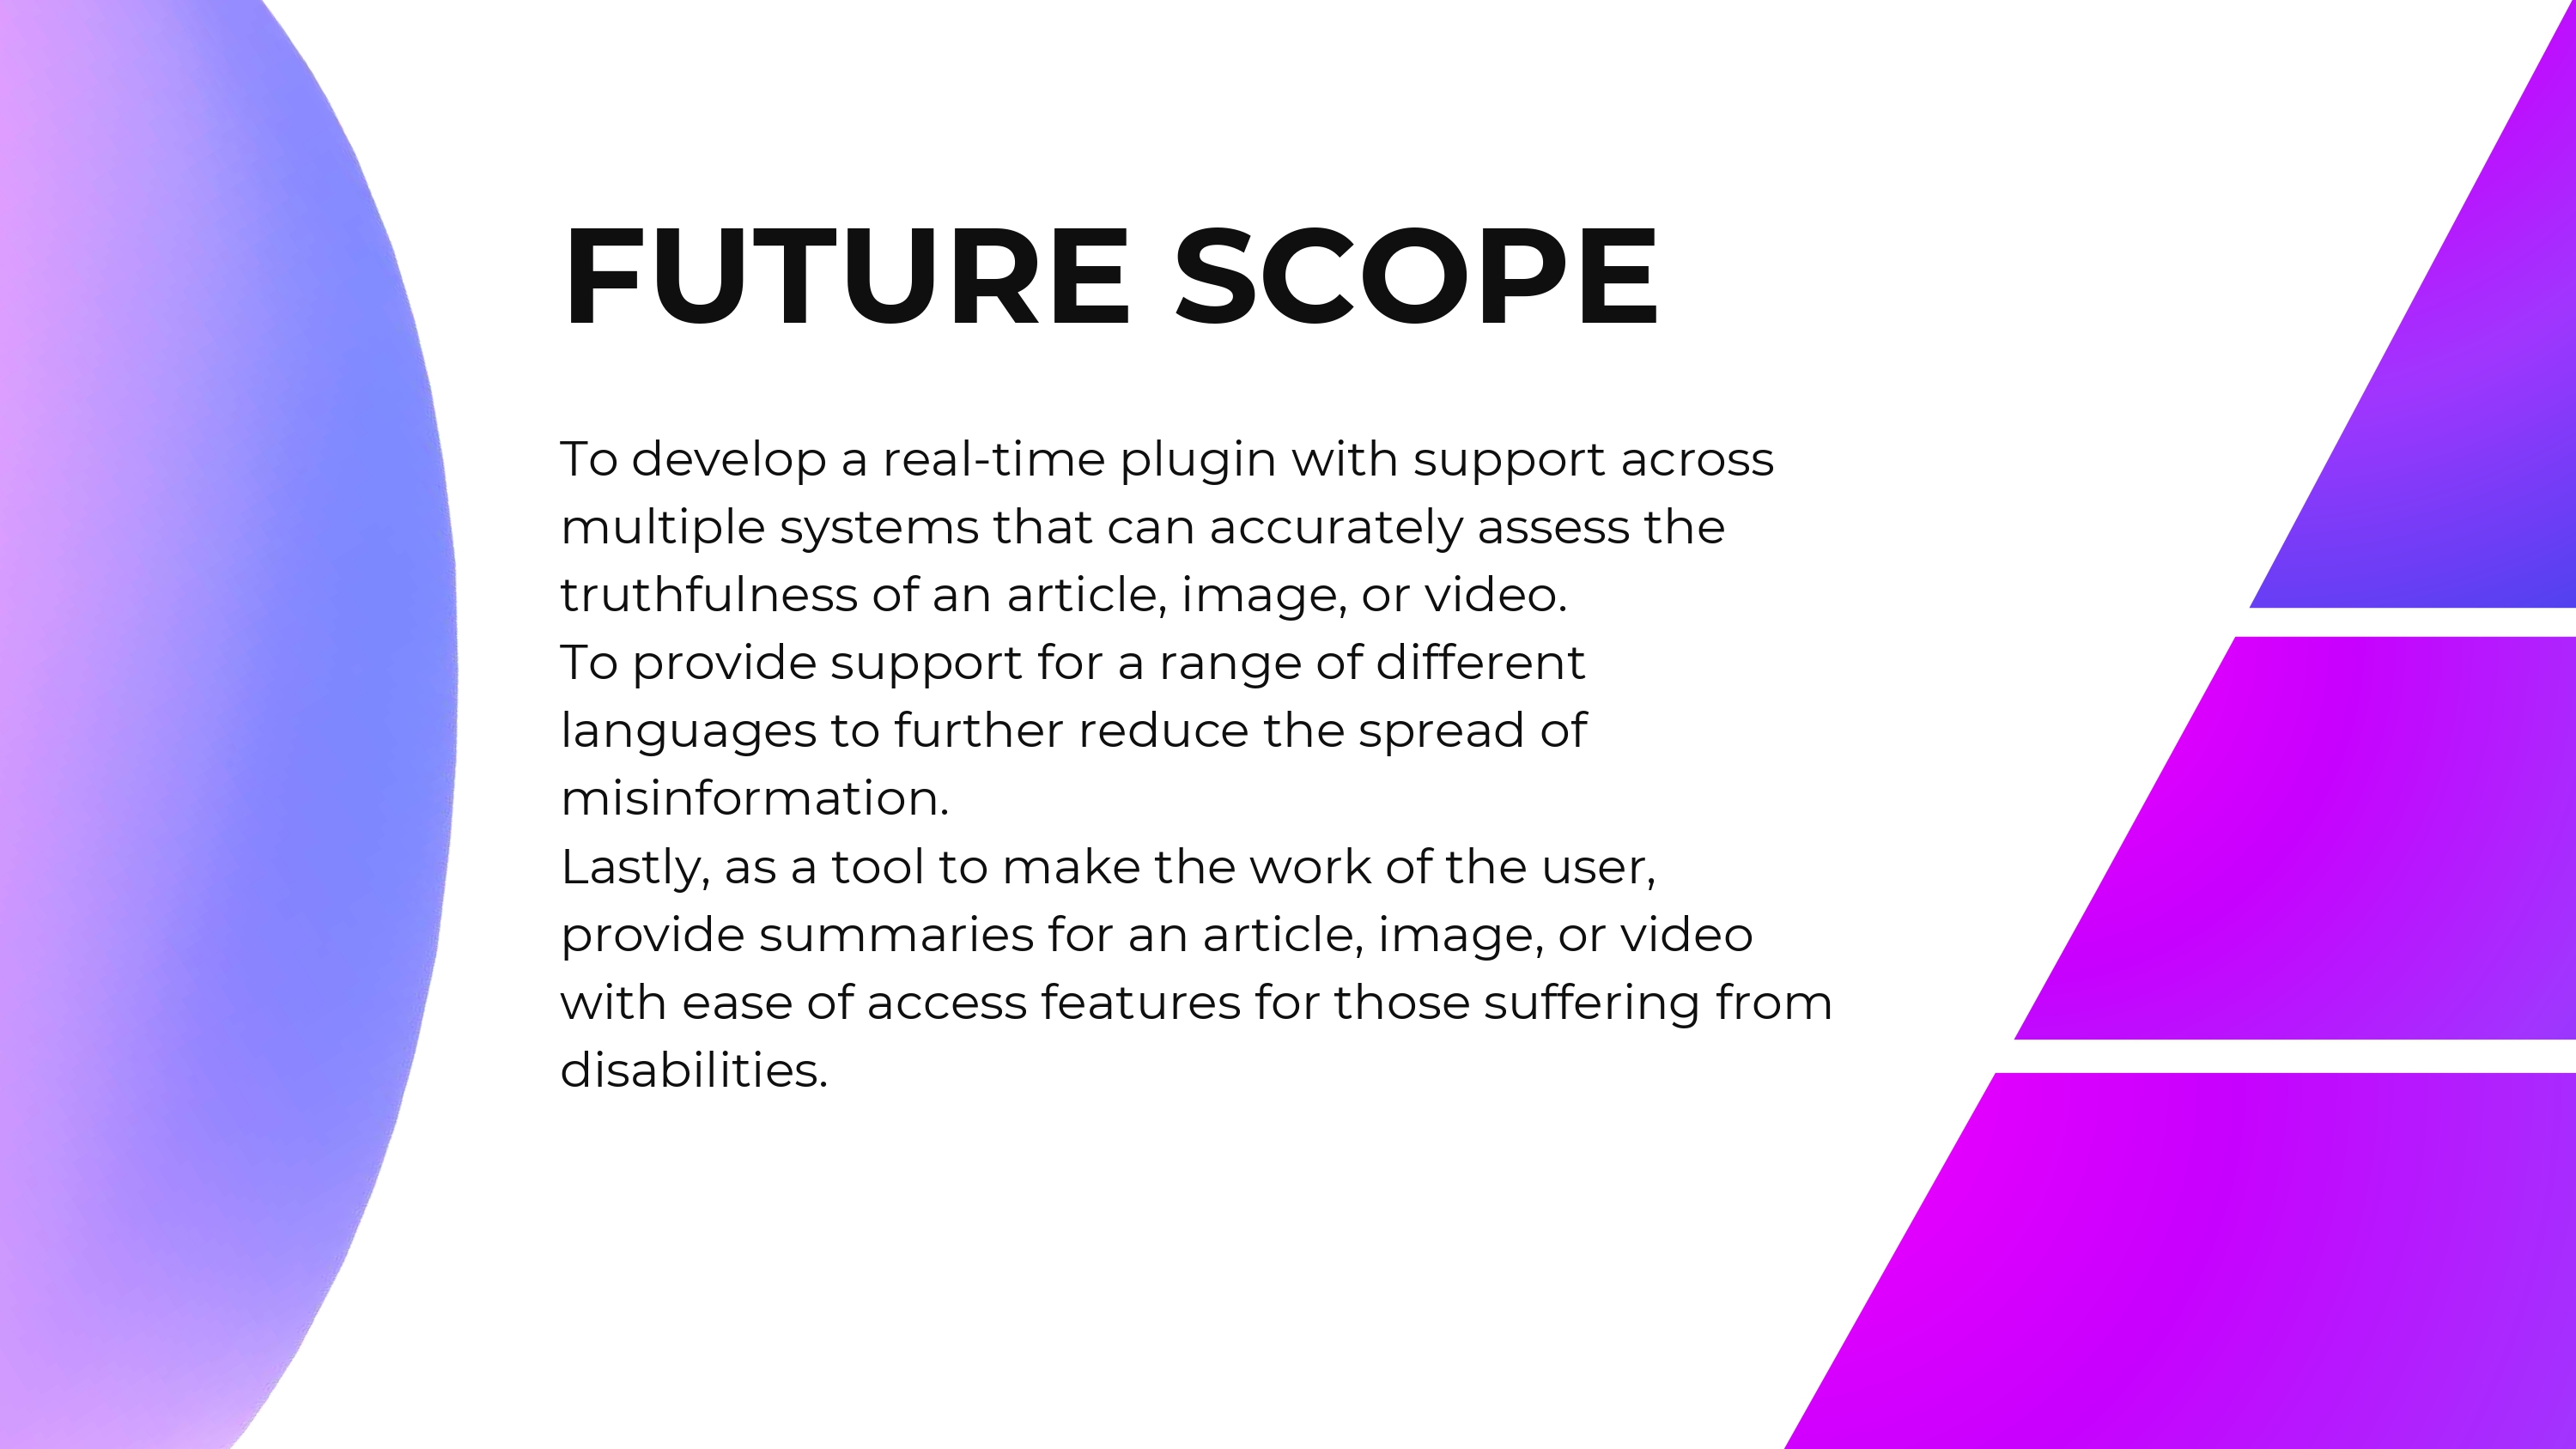 FUTURE SCOPE
To develop a real-time plugin with support across
multiple systems that can accurately assess the
truthfulness of an article, image, or video.
To provide support for a range of different
languages to further reduce the spread of
misinformation.
Lastly, as a tool to make the work of the user,
provide summaries for an article, image, or video
with ease of access features for those suffering from
disabilities.